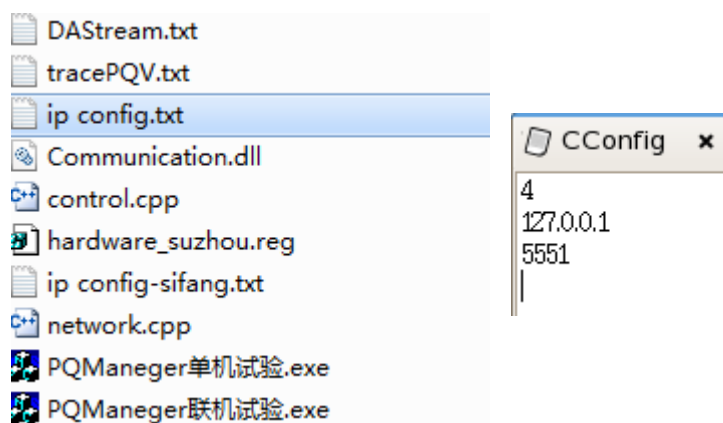 DAStream.txt
tracePQV.txt
ip config.txt
Communication.dll
control.cpp
hardware_suzhou.reg
ip config-sifang.txt
network.cpp
PQManeger单机试验.exe
PQManeger联机试验.exe
CConfig
4
127.0.0.1
5551